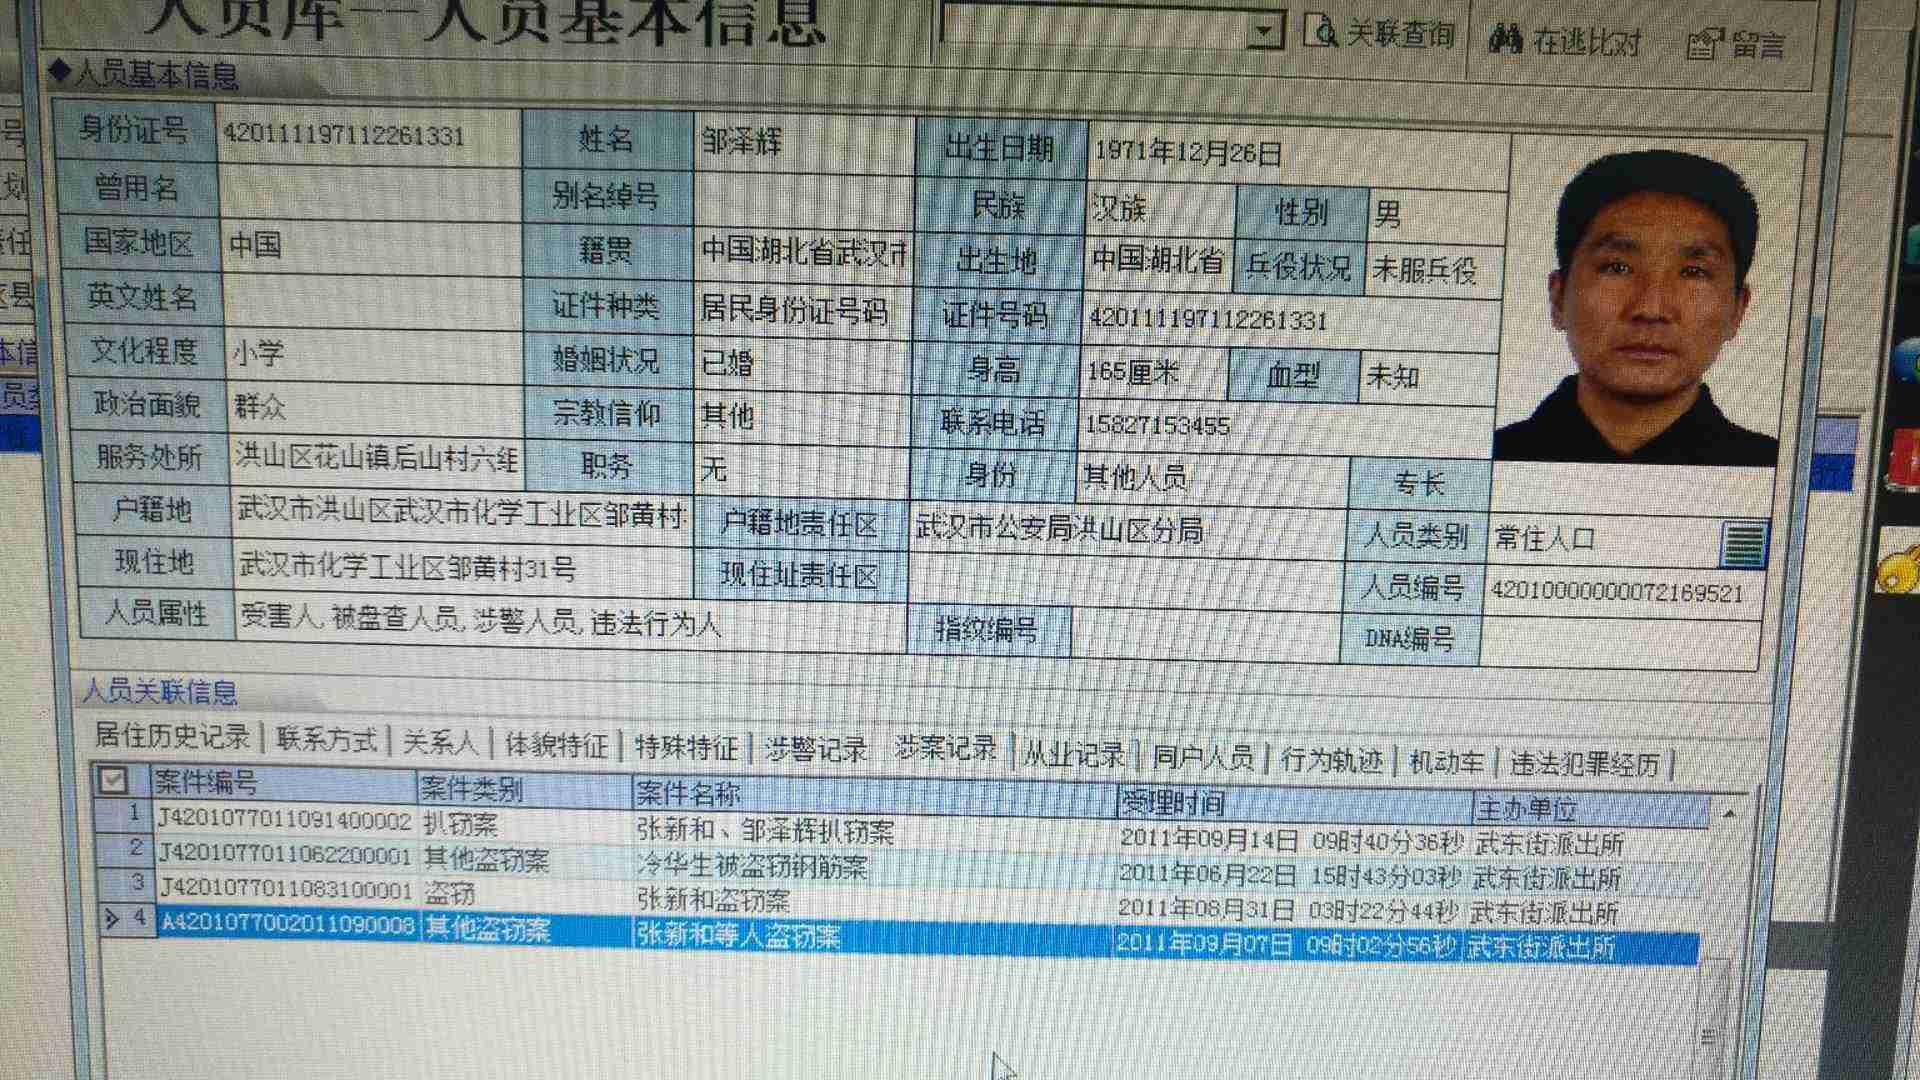 人员库--人员基本信息
关联查询 在逃比对 留言
人员基本信息
身份证号 420111197112261331 姓名 邹泽辉 出生日期 1971年12月26日
曾用名 别名绰号 民族 汉族 性别 男
国家地区 中国 籍贯 中国湖北省武汉市 出生地 中国湖北省 兵役状况 未服兵役
英文姓名 证件种类 居民身份证号码 证件号码 420111197112261331
文化程度 小学 婚姻状况 已婚 身高 165厘米 血型 未知
政治面貌 群众 宗教信仰 其他 联系电话 15827153455
服务处所 洪山区花山镇后山村六组 职务 无 身份 其他人员 专长
户籍地 武汉市洪山区武汉市化学工业区邹黄村 户籍地责任区 武汉市公安局洪山区分局 人员类别 常住人口
现住地 武汉市化学工业区邹黄村31号 现住址责任区 人员编号 420100000000072169521
人员属性 受害人, 被盘查人员, 涉警人员, 违法行为人 指纹编号 DNA编号
人员关联信息
居住历史记录 | 联系方式 | 关系人 | 体貌特征 | 特殊特征 | 涉警记录 涉案记录 | 从业记录 | 同户人员 | 行为轨迹 | 机动车 | 违法犯罪经历 |
案件编号 案件类别 案件名称 受理时间 主办单位
1 J4201077011091400002 扒窃案 张新和、邹泽辉扒窃案 2011年09月14日 09时40分36秒 武东街派出所
2 J4201077011062200001 其他盗窃案 冷华生被盗窃钢筋案 2011年06月22日 15时43分03秒 武东街派出所
3 J4201077011083100001 盗窃 张新和盗窃案 2011年08月31日 03时22分44秒 武东街派出所
4 A4201077002011090008 其他盗窃案 张新和等人盗窃案 2011年09月07日 09时02分56秒 武东街派出所